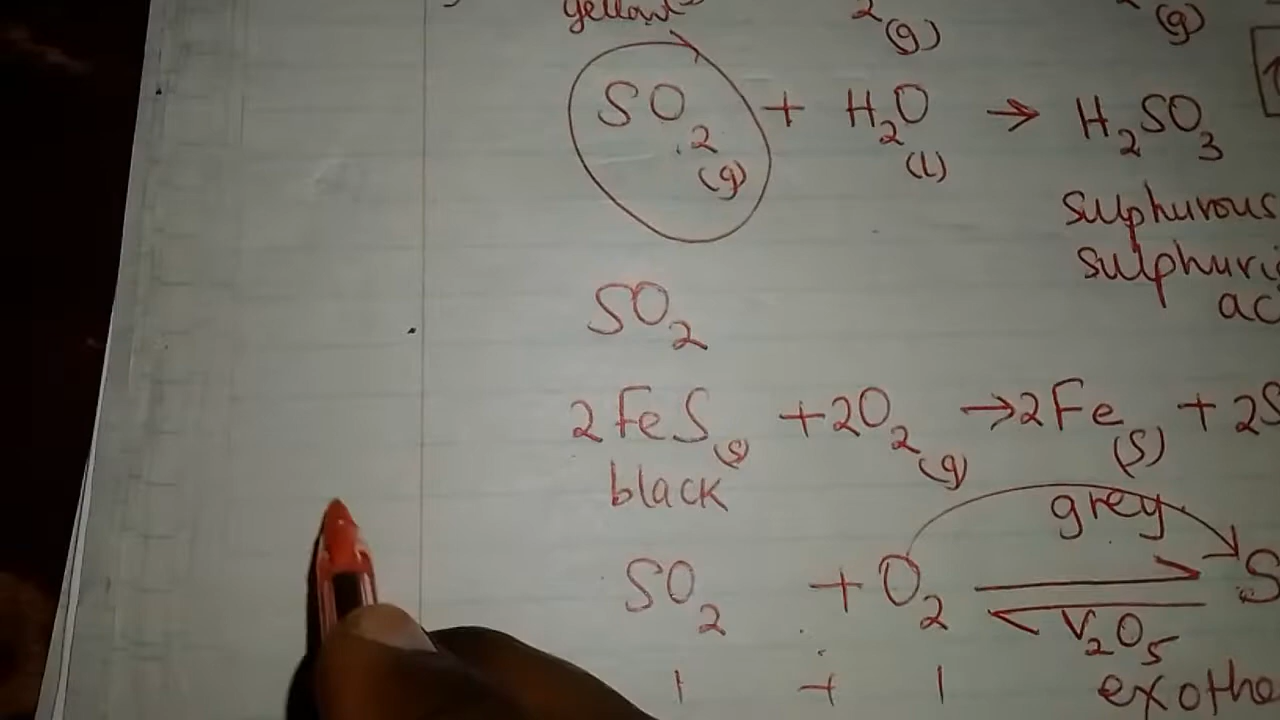 yellow 2(g) (g)
SO2(g) + H2O(l) → H2SO3
sulphurous
sulphuri
ac
SO2
2FeS(s) + 2O2(g) → 2Fe(s) + 2S
black grey
SO2 + O2 ⇌ S
V2O5
1 + 1 exothe